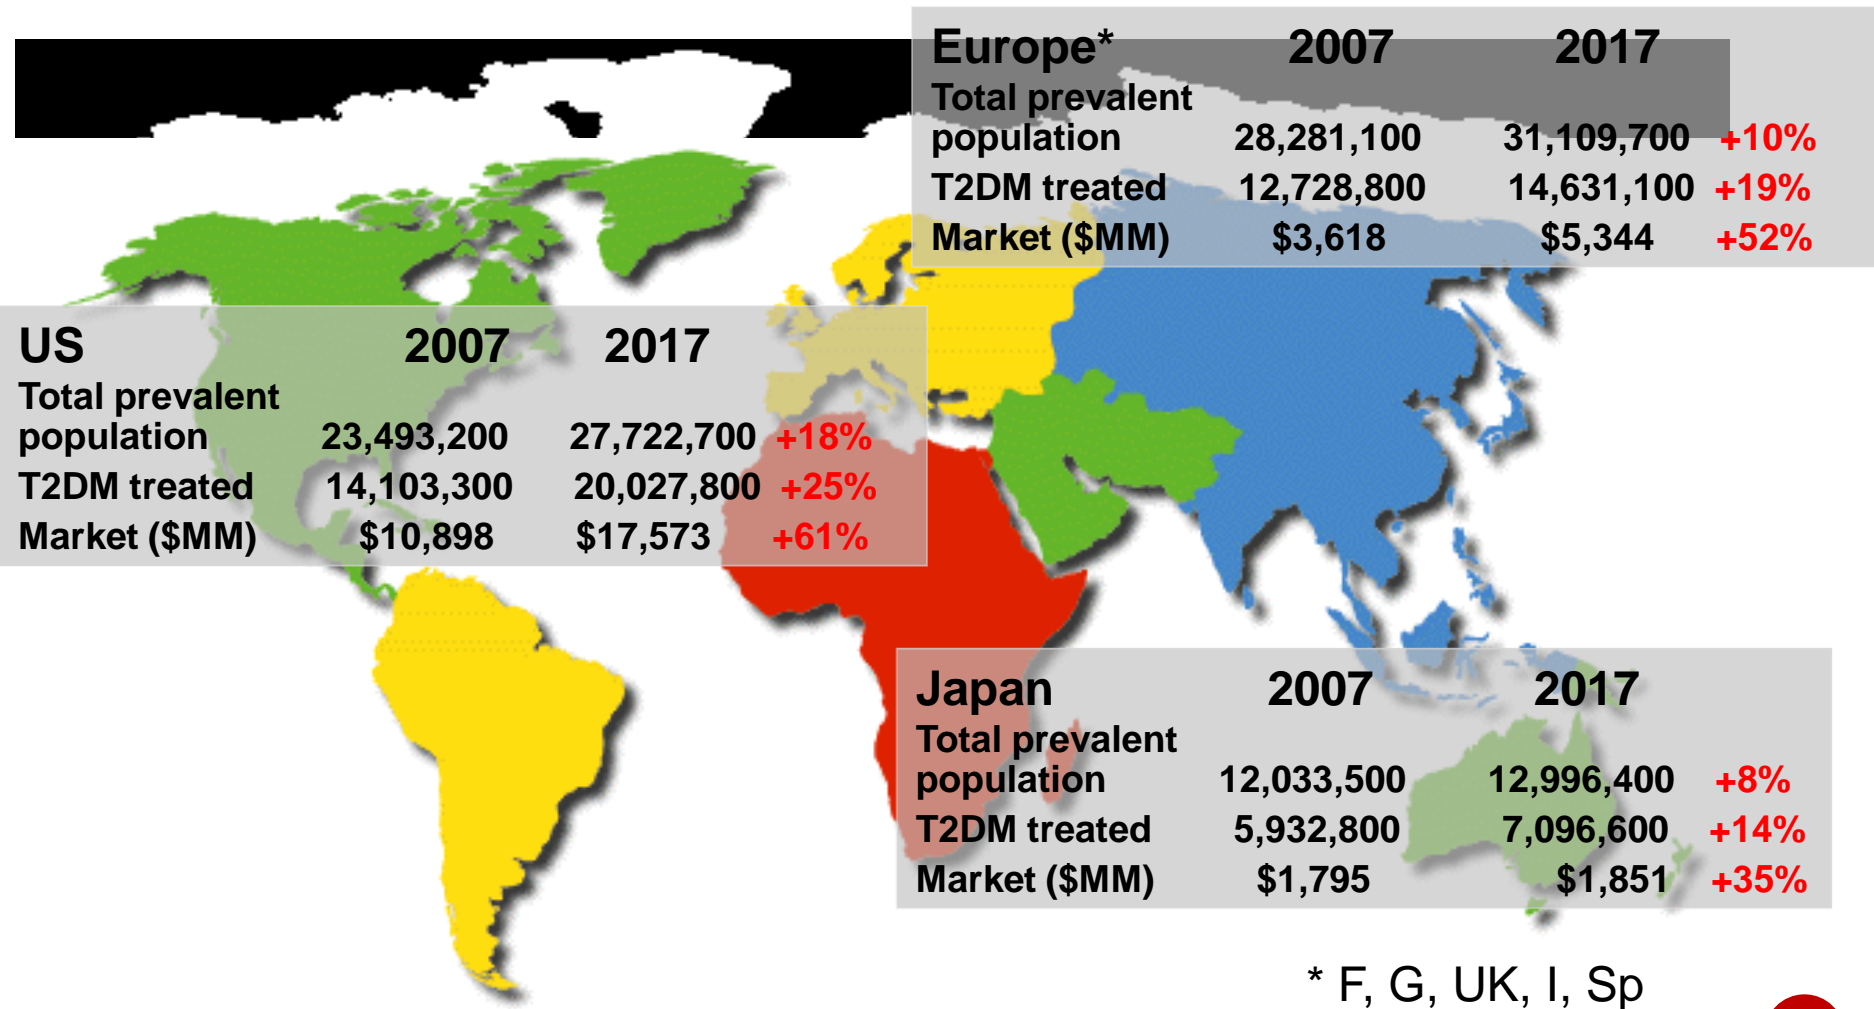 Europe* 2007 2017
Total prevalent
population 28,281,100 31,109,700 +10%
T2DM treated 12,728,800 14,631,100 +19%
Market ($MM) $3,618 $5,344 +52%
US 2007 2017
Total prevalent
population 23,493,200 27,722,700 +18%
T2DM treated 14,103,300 20,027,800 +25%
Market ($MM) $10,898 $17,573 +61%
Japan 2007 2017
Total prevalent
population 12,033,500 12,996,400 +8%
T2DM treated 5,932,800 7,096,600 +14%
Market ($MM) $1,795 $1,851 +35%
* F, G, UK, I, Sp